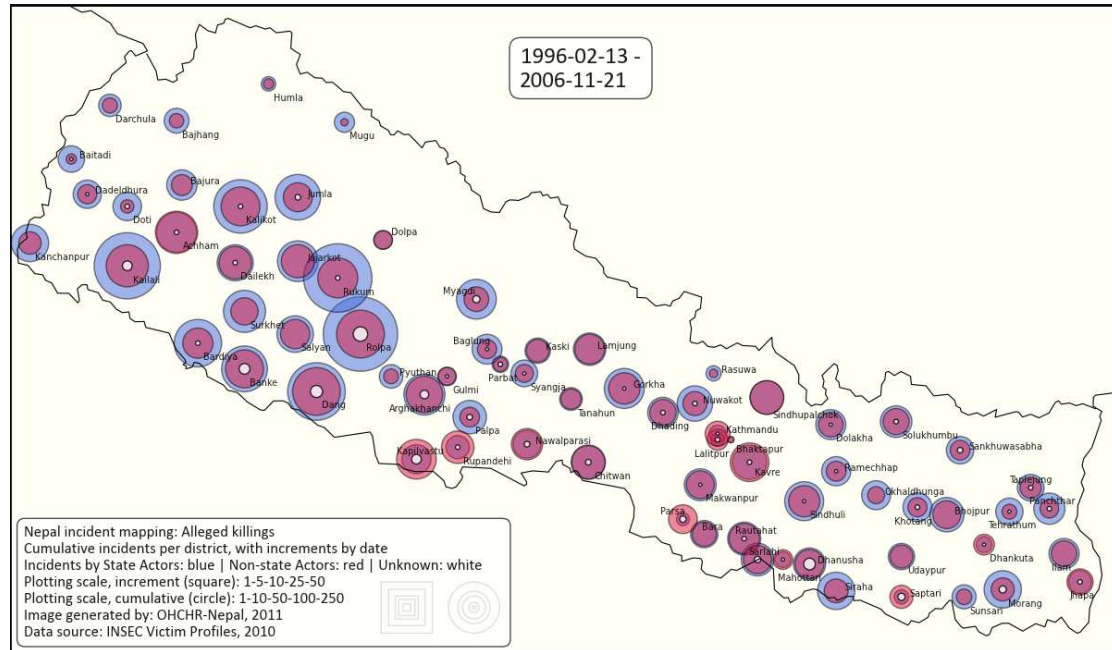 1996-02-13 -
2006-11-21
Humla
Darchula
Bajhang
Mugu
Baitadi
Dadeldhura
Bajura
Jumla
Doti
Kalikot
Achham
Dolpa
Kanchanpur
Kailali
Dailekh
Jajarkot
Rukum
Myagdi
Surkhet
Salyan
Rolpa
Baglung
Kaski
Lamjung
Bardiya
Banke
Pyuthan
Gulmi
Parbat
Syangja
Rasuwa
Dang
Arghakhanchi
Tanahun
Gorkha
Nuwakot
Sindhupalchok
Palpa
Dhading
Kathmandu
Dolakha
Solukhumbu
Nawalparasi
Lalitpur
Bhaktapur
Sankhuwasabha
Kapilvastu
Rupandehi
Chitwan
Kavre
Ramechhap
Makwanpur
Okhaldhunga
Taplejung
Sindhuli
Khotang
Bhojpur
Tehrathum
Panchthar
Parsa
Bara
Rautahat
Dhankuta
Sarlahi
Mahottari
Dhanusha
Udaypur
Ilam
Siraha
Saptari
Sunsari
Morang
Jhapa
Nepal incident mapping: Alleged killings
Cumulative incidents per district, with increments by date
Incidents by State Actors: blue | Non-state Actors: red | Unknown: white
Plotting scale, increment (square): 1-5-10-25-50
Plotting scale, cumulative (circle): 1-10-50-100-250
Image generated by: OHCHR-Nepal, 2011
Data source: INSEC Victim Profiles, 2010